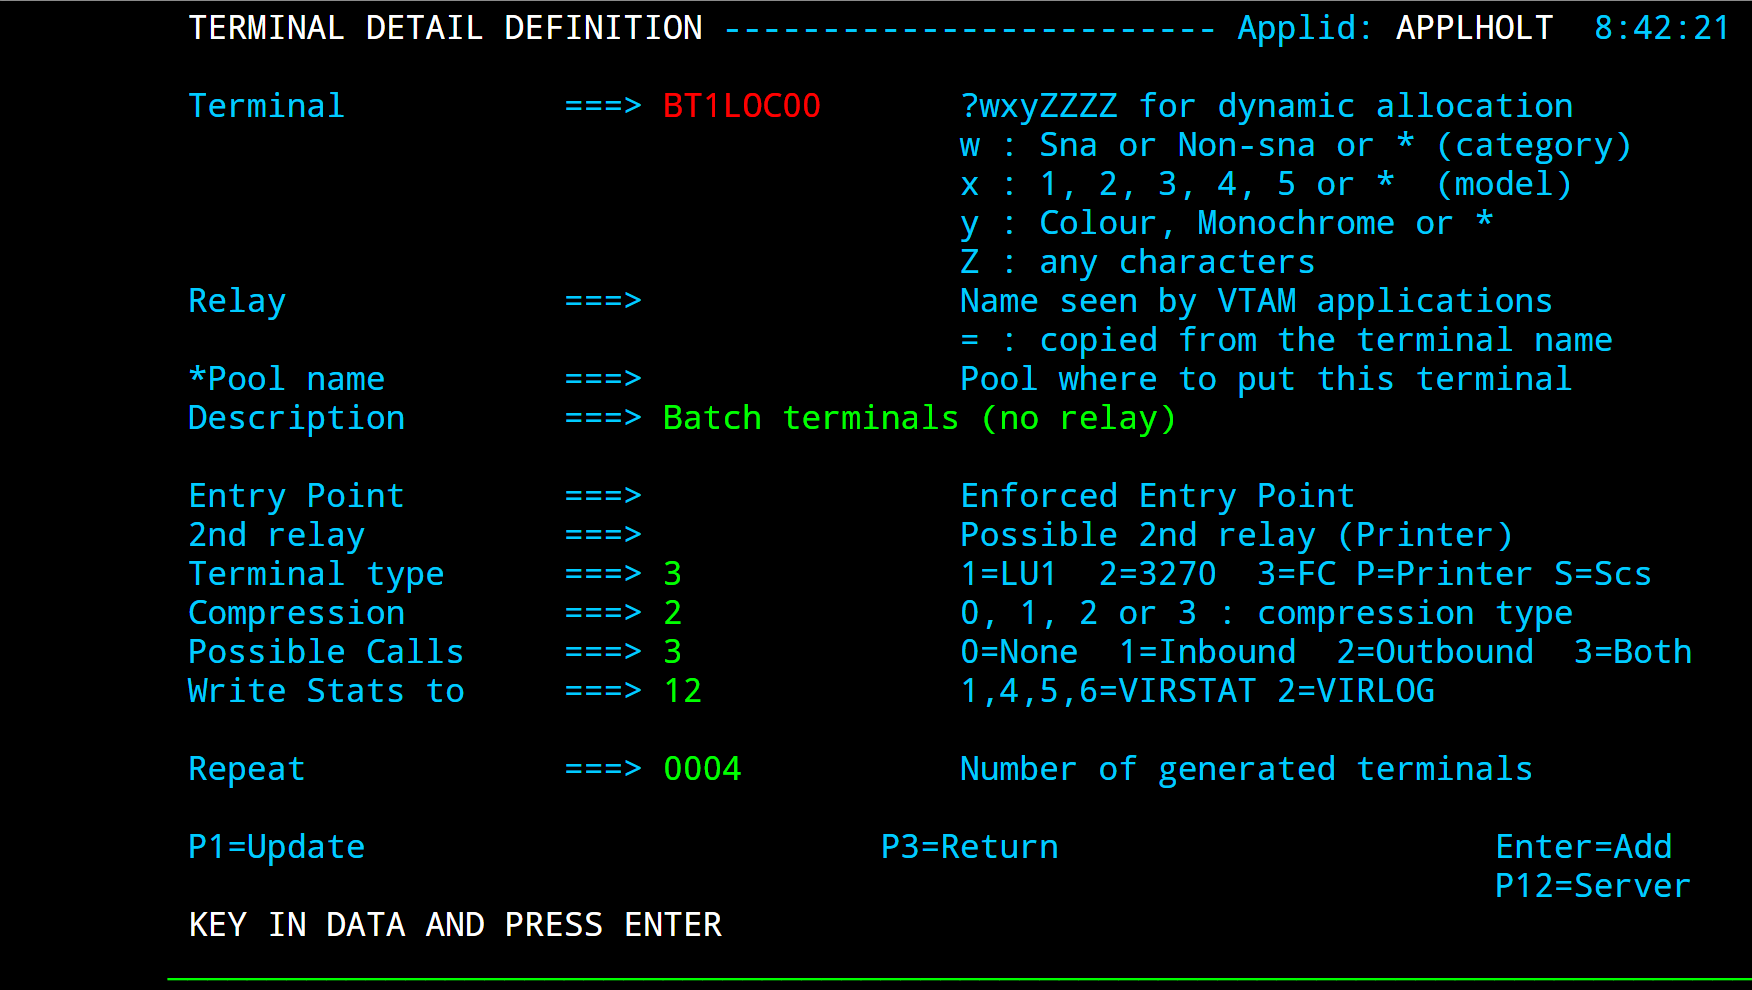 TERMINAL DETAIL DEFINITION ------------------------- Applid: APPLHOLT 8:42:21
Terminal ===> BT1LOC00 ?wxyZZZZ for dynamic allocation
w : Sna or Non-sna or * (category)
x : 1, 2, 3, 4, 5 or * (model)
y : Colour, Monochrome or *
Z : any characters
Relay ===> Name seen by VTAM applications
= : copied from the terminal name
*Pool name ===> Pool where to put this terminal
Description ===> Batch terminals (no relay)
Entry Point ===> Enforced Entry Point
2nd relay ===> Possible 2nd relay (Printer)
Terminal type ===> 3 1=LU1 2=3270 3=FC P=Printer S=Scs
Compression ===> 2 0, 1, 2 or 3 : compression type
Possible Calls ===> 3 0=None 1=Inbound 2=Outbound 3=Both
Write Stats to ===> 12 1,4,5,6=VIRSTAT 2=VIRLOG
Repeat ===> 0004 Number of generated terminals
P1=Update P3=Return Enter=Add
P12=Server
KEY IN DATA AND PRESS ENTER